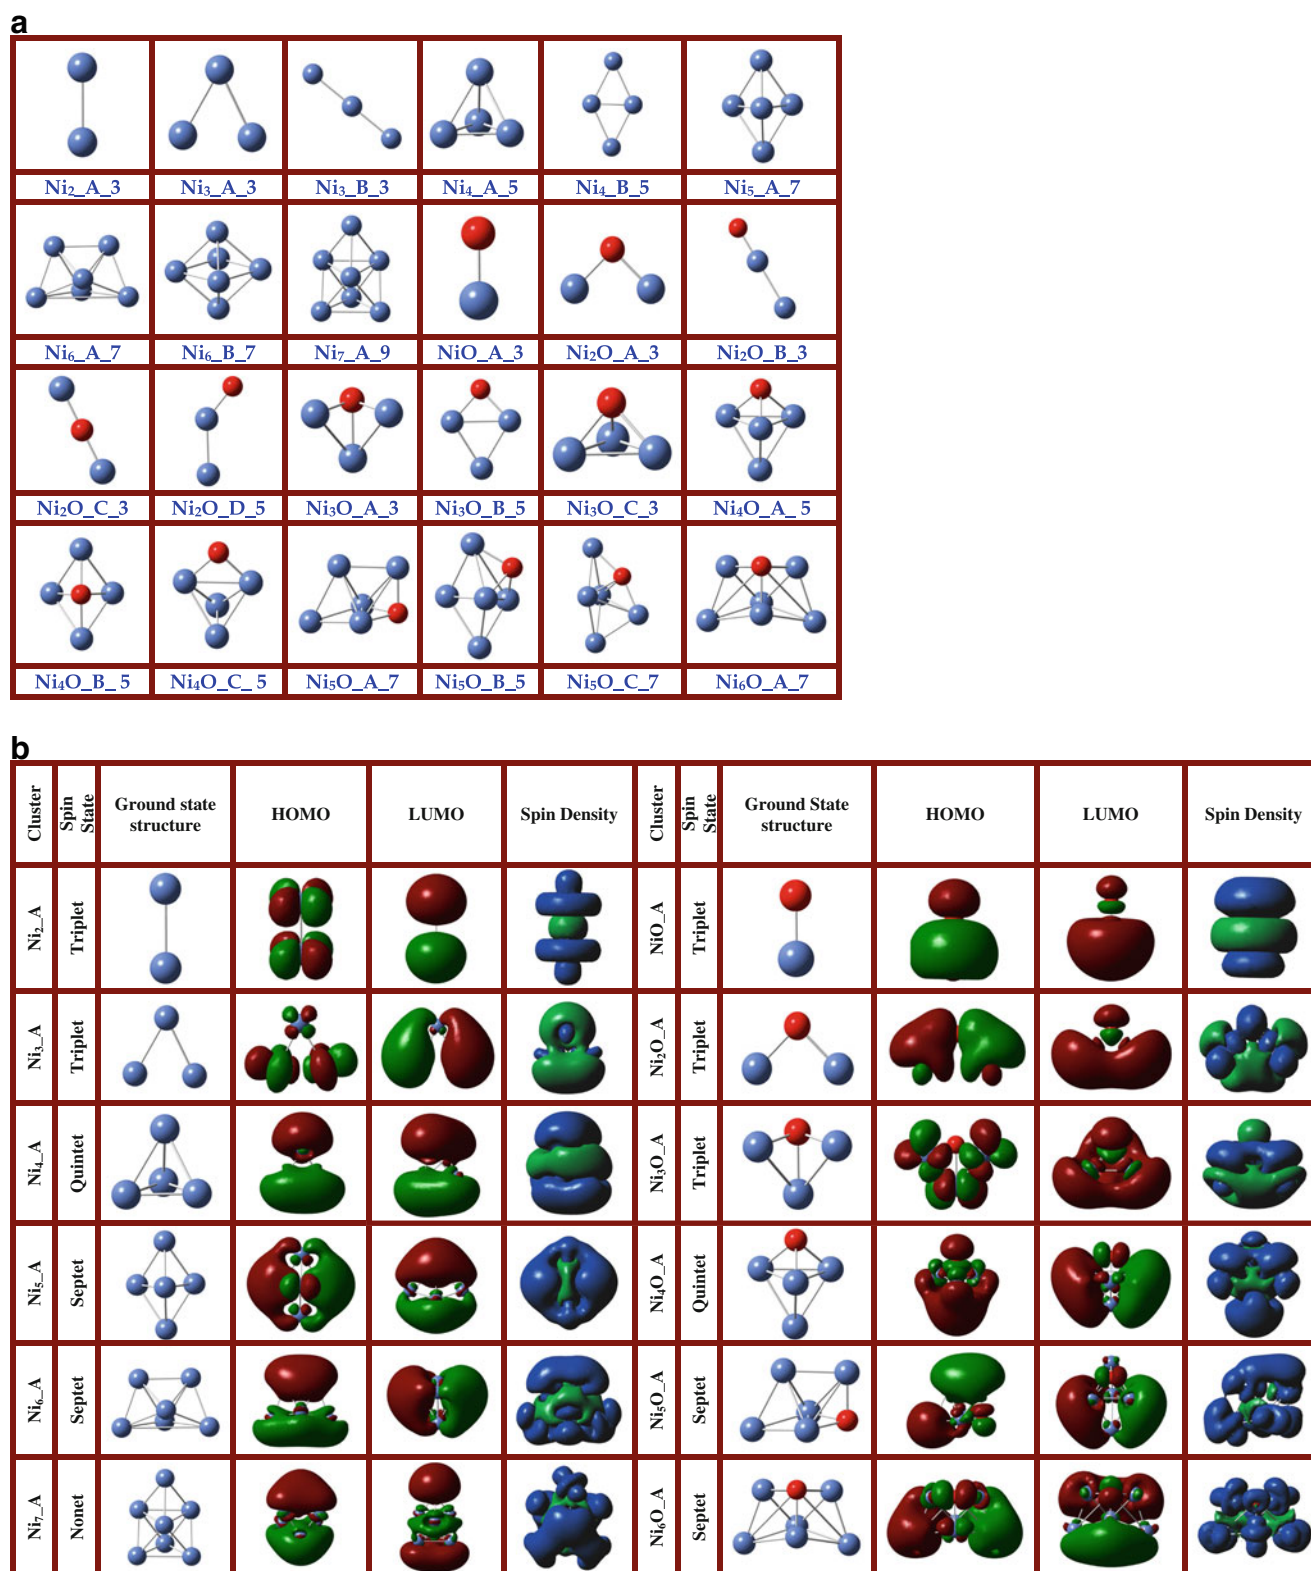 a
Ni₂_A_3 Ni₃_A_3 Ni₃_B_3 Ni₄_A_5 Ni₄_B_5 Ni₅_A_7
Ni₆_A_7 Ni₆_B_7 Ni₇_A_9 NiO_A_3 Ni₂O_A_3 Ni₂O_B_3
Ni₂O_C_3 Ni₂O_D_5 Ni₃O_A_3 Ni₃O_B_5 Ni₃O_C_3 Ni₄O_A_ 5
Ni₄O_B_ 5 Ni₄O_C_ 5 Ni₅O_A_7 Ni₅O_B_5 Ni₅O_C_7 Ni₆O_A_7
b
Cluster Spin State Ground state structure HOMO LUMO Spin Density Cluster Spin State Ground State structure HOMO LUMO Spin Density
Ni₂_A Triplet NiO_A Triplet
Ni₃_A Triplet Ni₂O_A Triplet
Ni₄_A Quintet Ni₃O_A Triplet
Ni₅_A Septet Ni₄O_A Quintet
Ni₆_A Septet Ni₅O_A Septet
Ni₇_A Nonet Ni₆O_A Septet